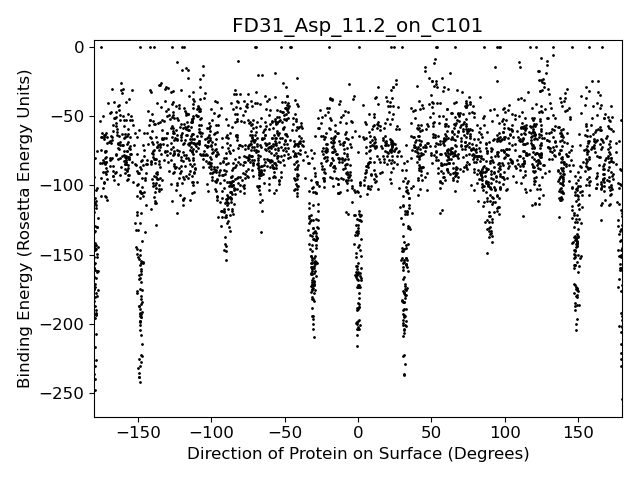 FD31_Asp_11.2_on_C101
Binding Energy (Rosetta Energy Units)
0
−50
−100
−150
−200
−250
−150 −100 −50 0 50 100 150
Direction of Protein on Surface (Degrees)